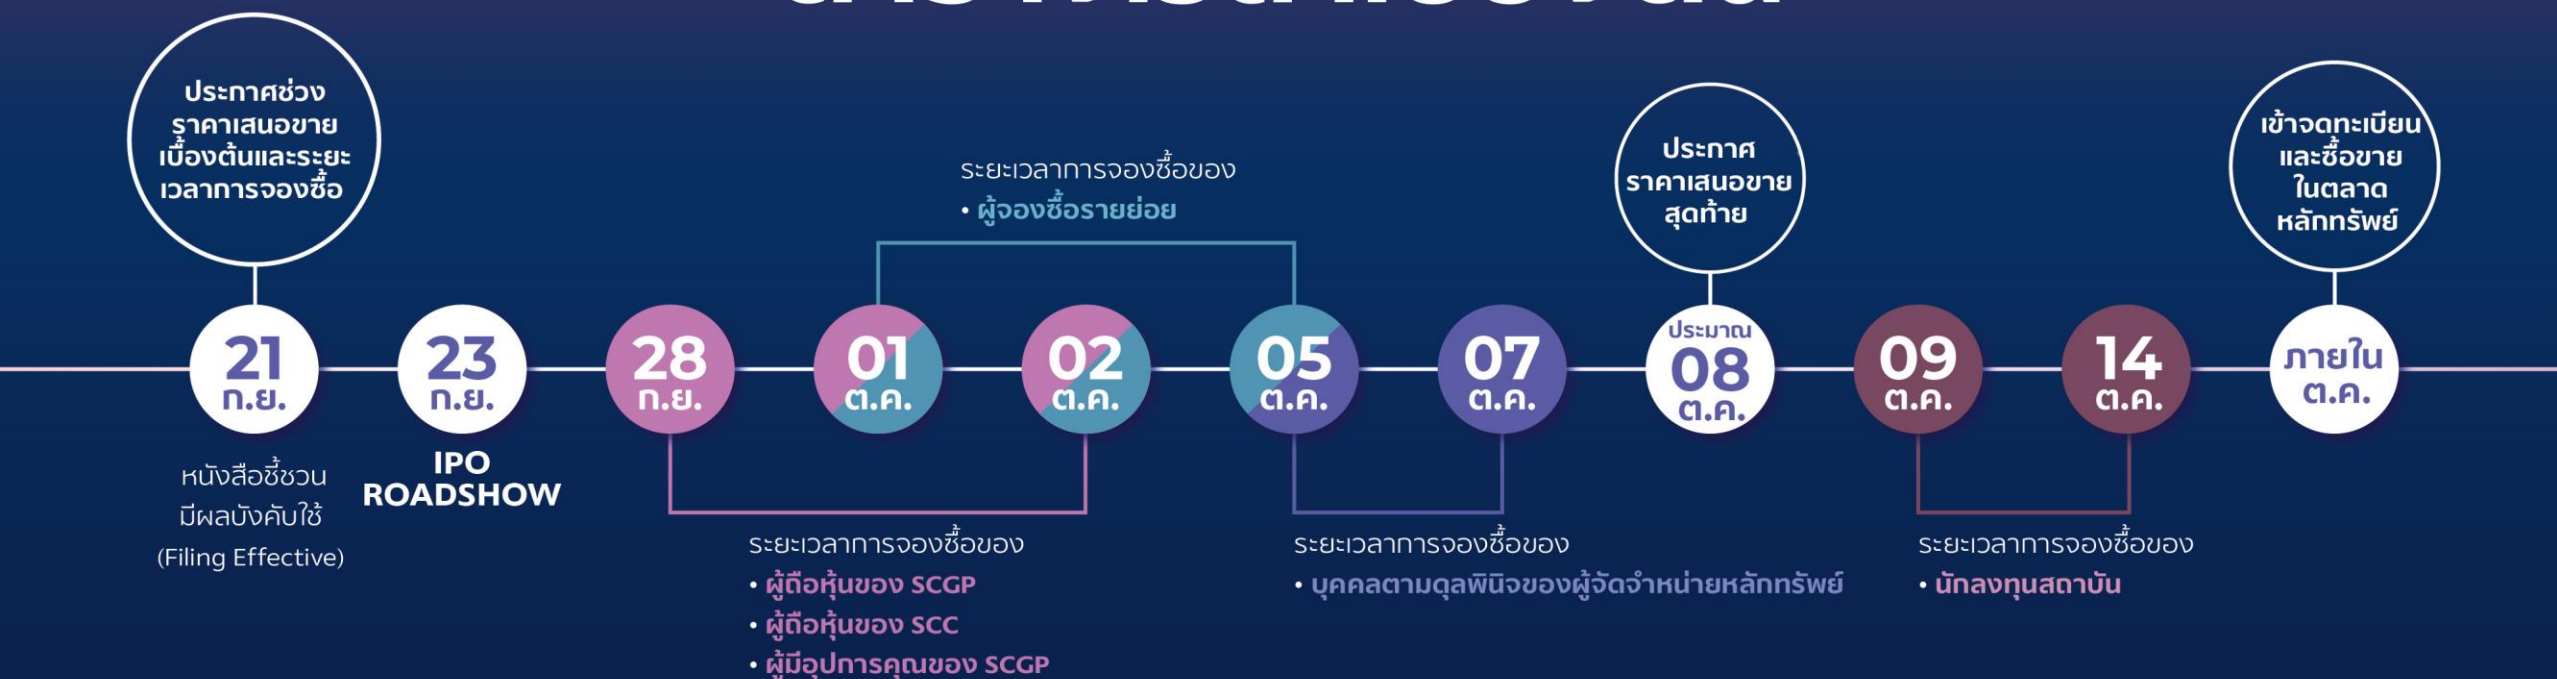 ประกาศช่วง
ราคาเสนอขาย
เบื้องต้นและระยะ
เวลาการจองซื้อ
21
ก.ย.
หนังสือชี้ชวน
มีผลบังคับใช้
(Filing Effective)
23
ก.ย.
IPO
ROADSHOW
28
ก.ย.
01
ต.ค.
02
ต.ค.
ระยะเวลาการจองซื้อของ
• ผู้ถือหุ้นของ SCGP
• ผู้ถือหุ้นของ SCC
• ผู้มีอุปการคุณของ SCGP
ระยะเวลาการจองซื้อของ
• ผู้จองซื้อรายย่อย
05
ต.ค.
07
ต.ค.
ระยะเวลาการจองซื้อของ
• บุคคลตามดุลพินิจของผู้จัดจำหน่ายหลักทรัพย์
ประกาศ
ราคาเสนอขาย
สุดท้าย
ประมาณ
08
ต.ค.
09
ต.ค.
14
ต.ค.
ระยะเวลาการจองซื้อของ
• นักลงทุนสถาบัน
เข้าจดทะเบียน
และซื้อขาย
ในตลาด
หลักทรัพย์
ภายใน
ต.ค.